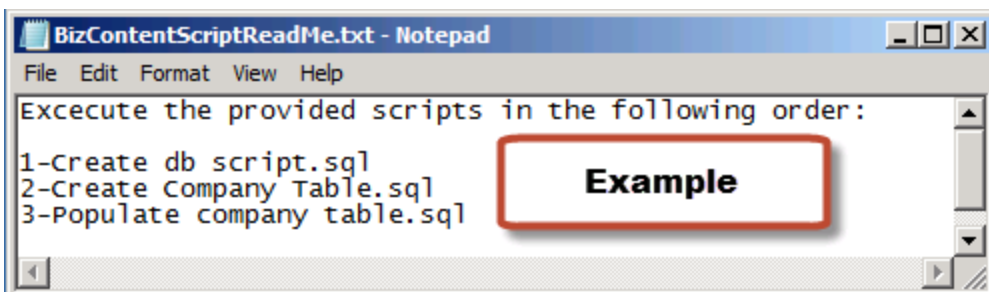 BizContentScriptReadMe.txt - Notepad
File Edit Format View Help
Excecute the provided scripts in the following order:
1-Create db script.sql
2-Create Company Table.sql
3-Populate company table.sql
Example